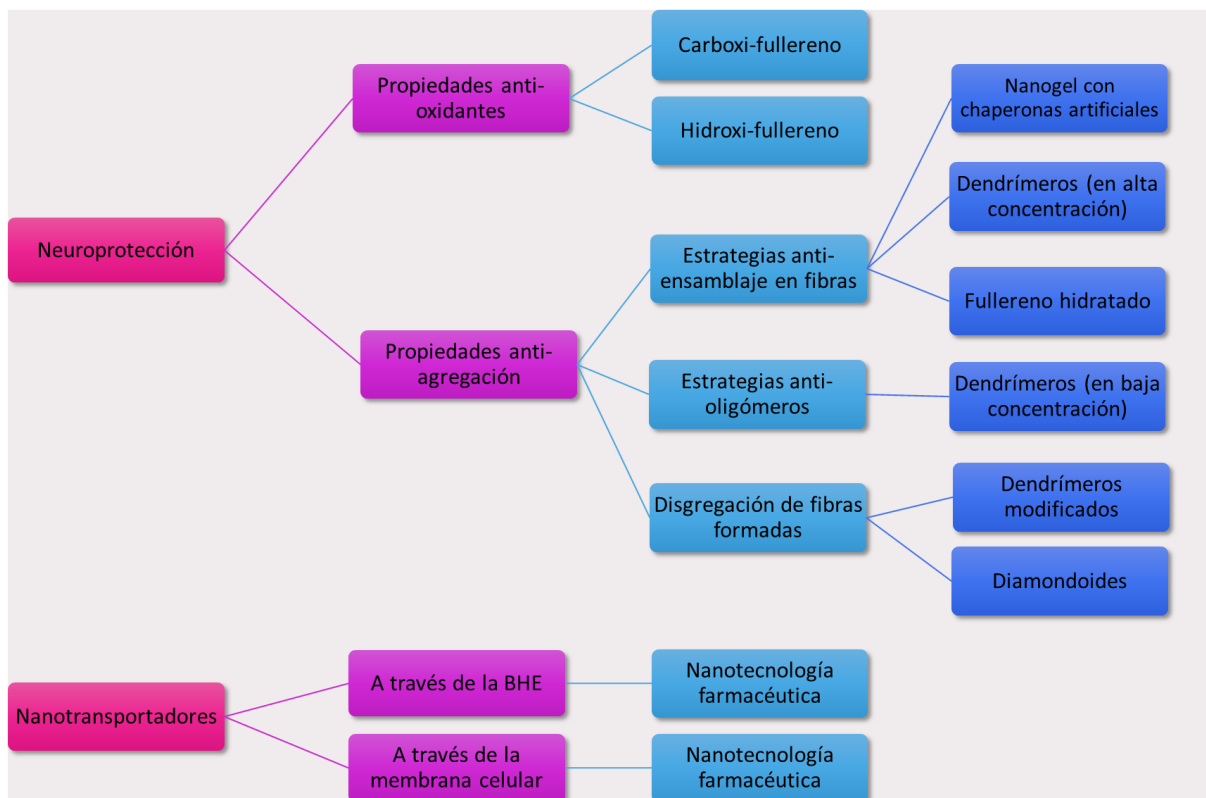 Neuroprotección
Propiedades anti-
oxidantes
Carboxi-fullereno
Hidroxi-fullereno
Propiedades anti-
agregación
Estrategias anti-
ensamblaje en fibras
Nanogel con
chaperonas artificiales
Dendrímeros (en alta
concentración)
Fullereno hidratado
Estrategias anti-
oligómeros
Dendrímeros (en baja
concentración)
Disgregación de fibras
formadas
Dendrímeros
modificados
Diamondoides
Nanotransportadores
A través de la BHE
Nanotecnología
farmacéutica
A través de la
membrana celular
Nanotecnología
farmacéutica